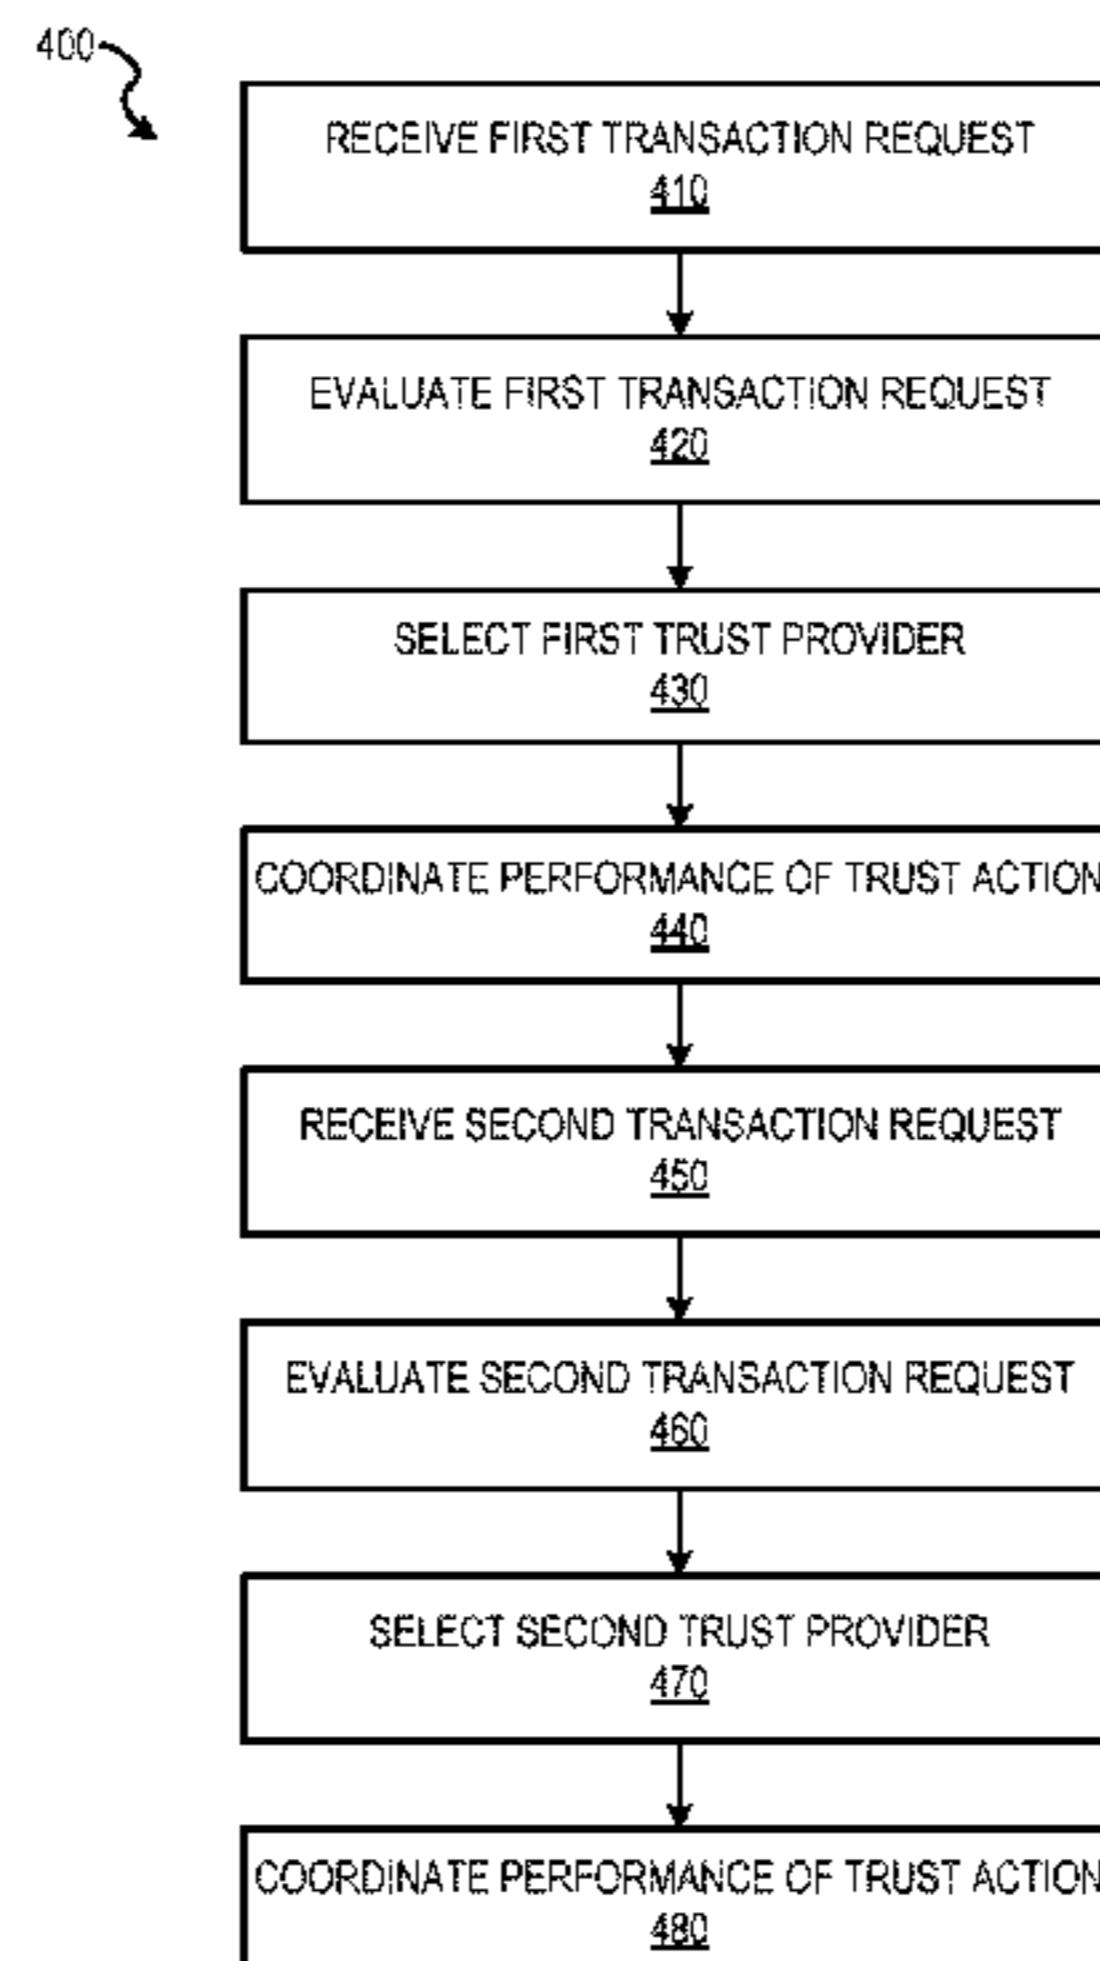 400
RECEIVE FIRST TRANSACTION REQUEST
410
EVALUATE FIRST TRANSACTION REQUEST
420
SELECT FIRST TRUST PROVIDER
430
COORDINATE PERFORMANCE OF TRUST ACTION
440
RECEIVE SECOND TRANSACTION REQUEST
450
EVALUATE SECOND TRANSACTION REQUEST
460
SELECT SECOND TRUST PROVIDER
470
COORDINATE PERFORMANCE OF TRUST ACTION
480